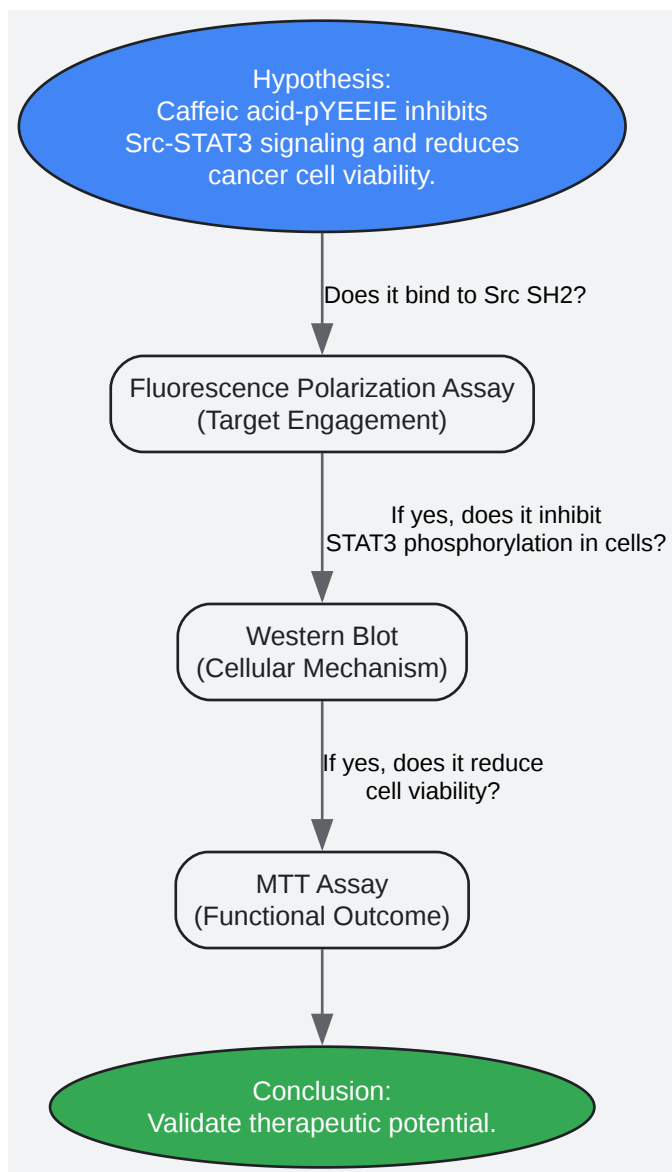 Hypothesis:
Caffeic acid-pYEEIE inhibits
Src-STAT3 signaling and reduces
cancer cell viability.
Does it bind to Src SH2?
Fluorescence Polarization Assay
(Target Engagement)
If yes, does it inhibit
STAT3 phosphorylation in cells?
Western Blot
(Cellular Mechanism)
If yes, does it reduce
cell viability?
MTT Assay
(Functional Outcome)
Conclusion:
Validate therapeutic potential.